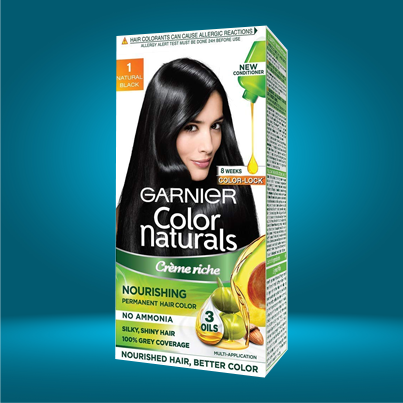 HAIR COLORANTS CAN CAUSE ALLERGIC REACTIONS
ALLERGY ALERT TEST MUST BE DONE 24H BEFORE USE.
1
NATURAL
BLACK
NEW
CONDITIONER
8 WEEKS
COLOR-LOCK
GARNIER
Color
Naturals
Crème riche
NOURISHING
PERMANENT HAIR COLOR
NO AMMONIA
SILKY, SHINY HAIR
100% GREY COVERAGE
3
OILS
MULTI-APPLICATION
NOURISHED HAIR, BETTER COLOR